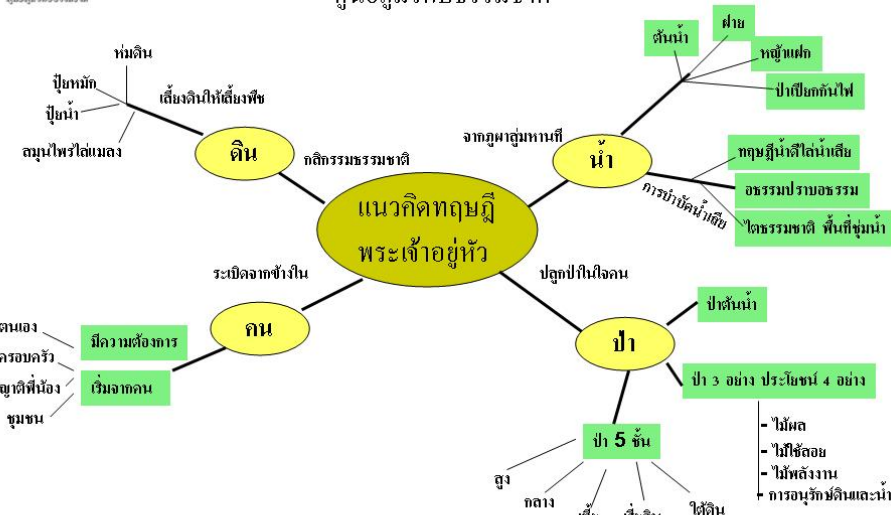 แนวคิดทฤษฎี
พระเจ้าอยู่หัว
กสิกรรมธรรมชาติ
ดิน
เลี้ยงดินให้เลี้ยงพืช
ห่มดิน
ปุ๋ยหมัก
ปุ๋ยน้ำ
สมุนไพรไล่แมลง
น้ำ
จากภูผาสู่มหานที
ต้นน้ำ
ฝาย
หญ้าแฝก
ป่าเปียกกันไฟ
การบำบัดน้ำเสีย
ทฤษฎีน้ำดีไล่น้ำเสีย
อธรรมปราบอธรรม
ไตธรรมชาติ พื้นที่ชุ่มน้ำ
ระเบิดจากข้างใน
คน
มีความต้องการ
เริ่มจากตน
ตนเอง
ครอบครัว
ญาติพี่น้อง
ชุมชน
ปลูกป่าในใจคน
ป่า
ป่าต้นน้ำ
ป่า 3 อย่าง ประโยชน์ 4 อย่าง
- ไม้ผล
- ไม้ใช้สอย
- ไม้พลังงาน
- การอนุรักษ์ดินและน้ำ
ป่า 5 ชั้น
สูง
กลาง
ใต้ดิน